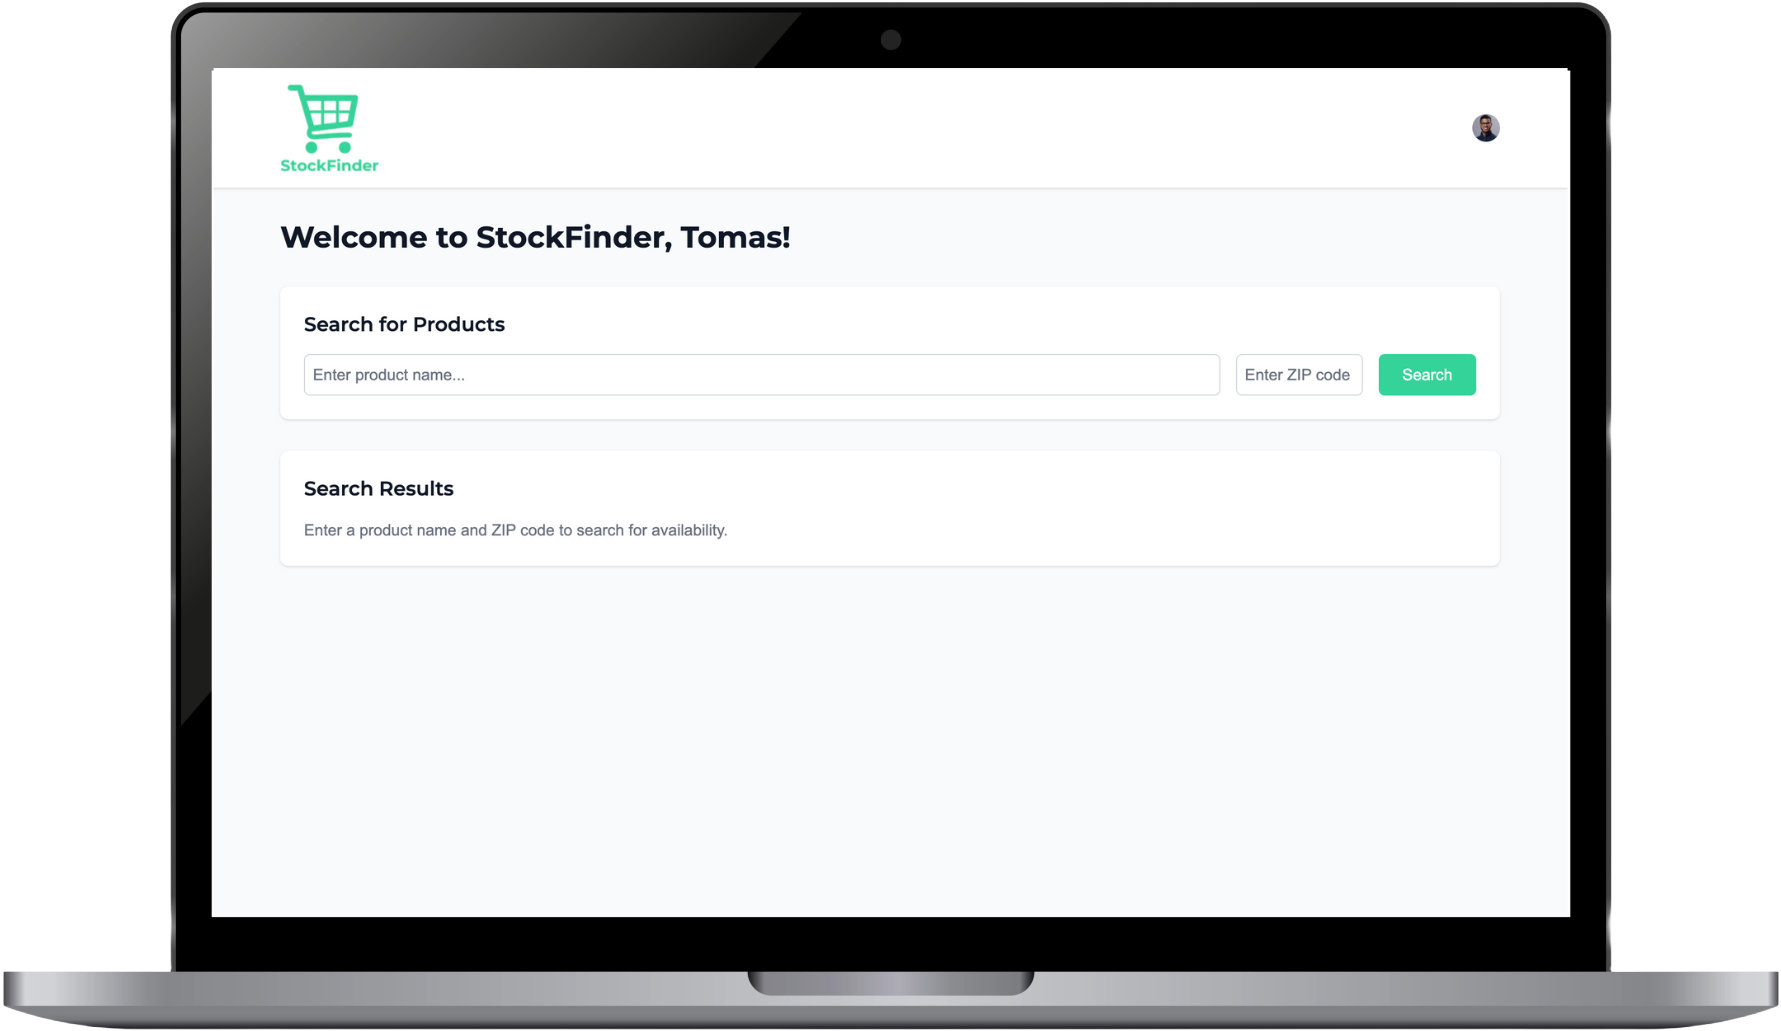 StockFinder
Welcome to StockFinder, Tomas!
Search for Products
Enter product name...
Enter ZIP code
Search
Search Results
Enter a product name and ZIP code to search for availability.